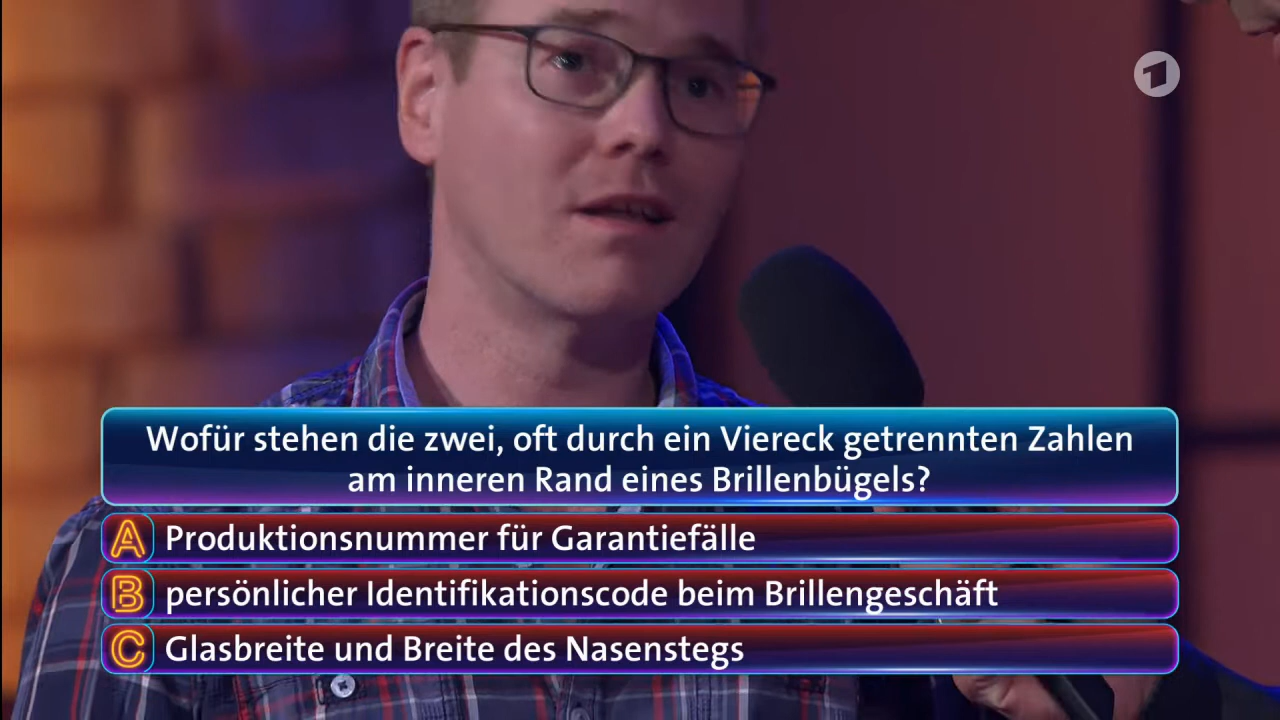 1
Wofür stehen die zwei, oft durch ein Viereck getrennten Zahlen
am inneren Rand eines Brillenbügels?
A Produktionsnummer für Garantiefälle
B persönlicher Identifikationscode beim Brillengeschäft
C Glasbreite und Breite des Nasenstegs